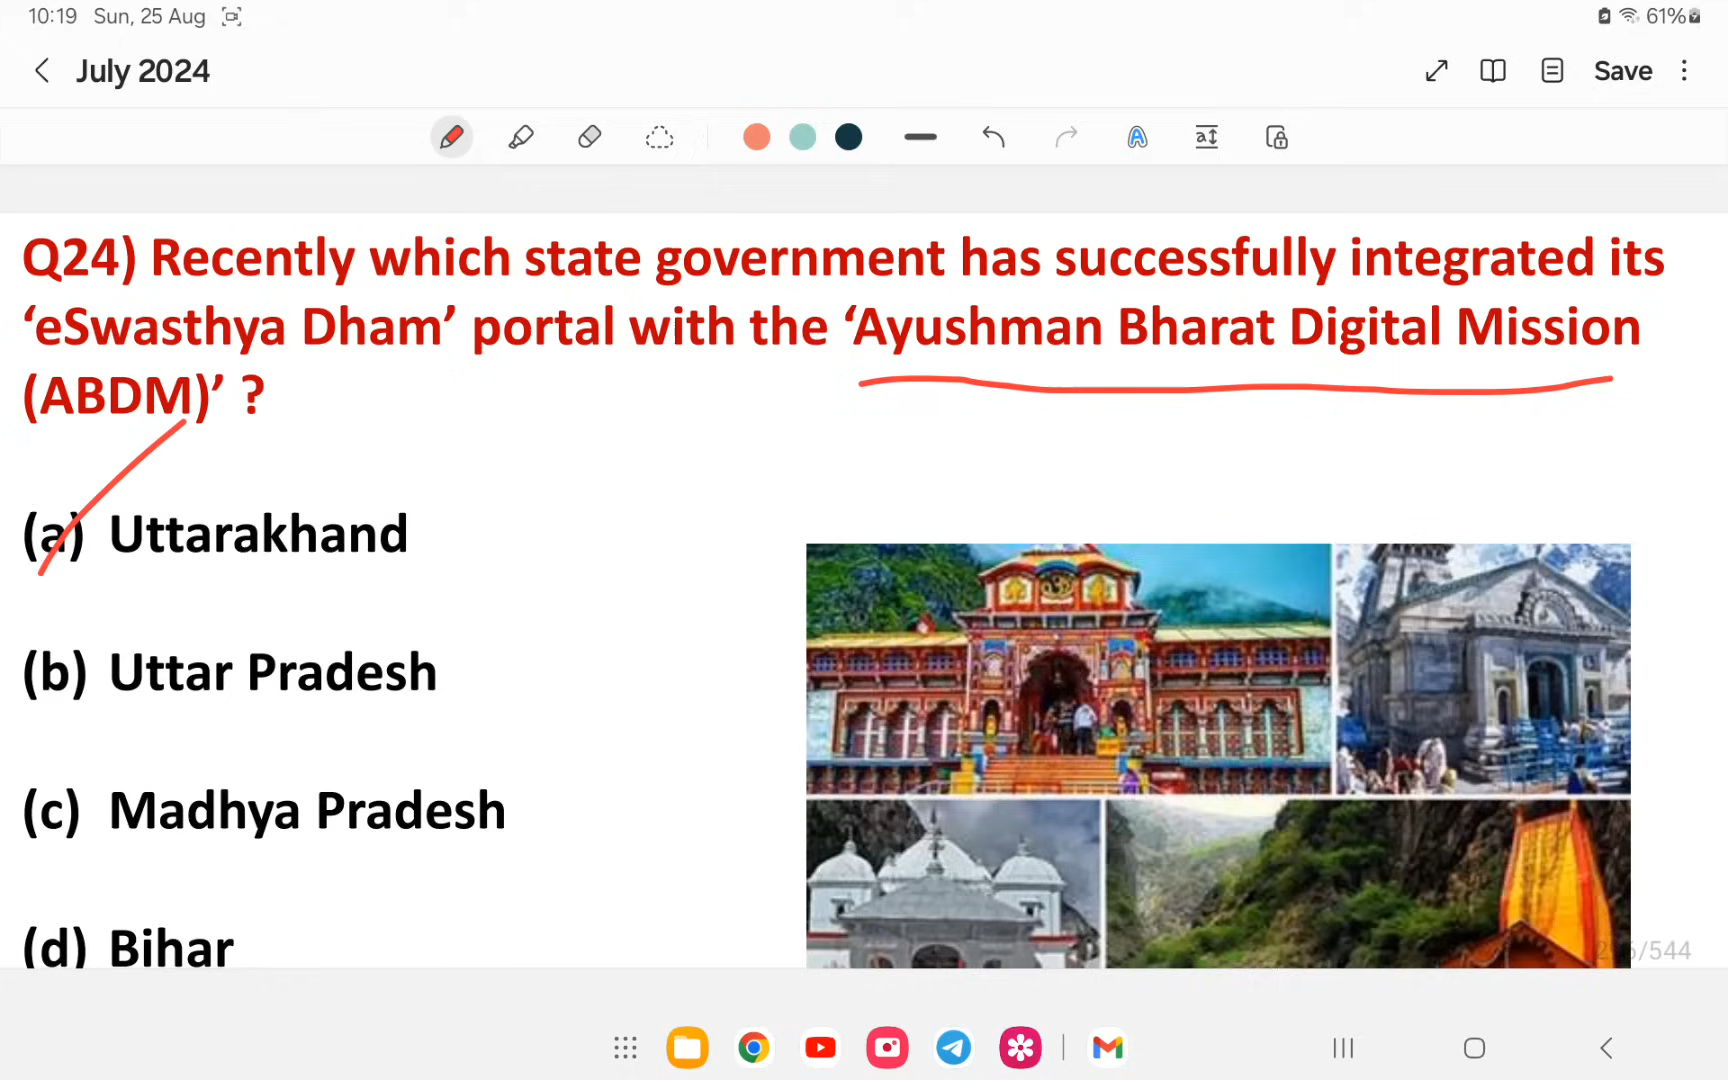 10:19 Sun, 25 Aug
61%
July 2024
Save
Q24) Recently which state government has successfully integrated its
‘eSwasthya Dham’ portal with the ‘Ayushman Bharat Digital Mission
(ABDM)’ ?
(a) Uttarakhand
(b) Uttar Pradesh
(c) Madhya Pradesh
(d) Bihar
/544